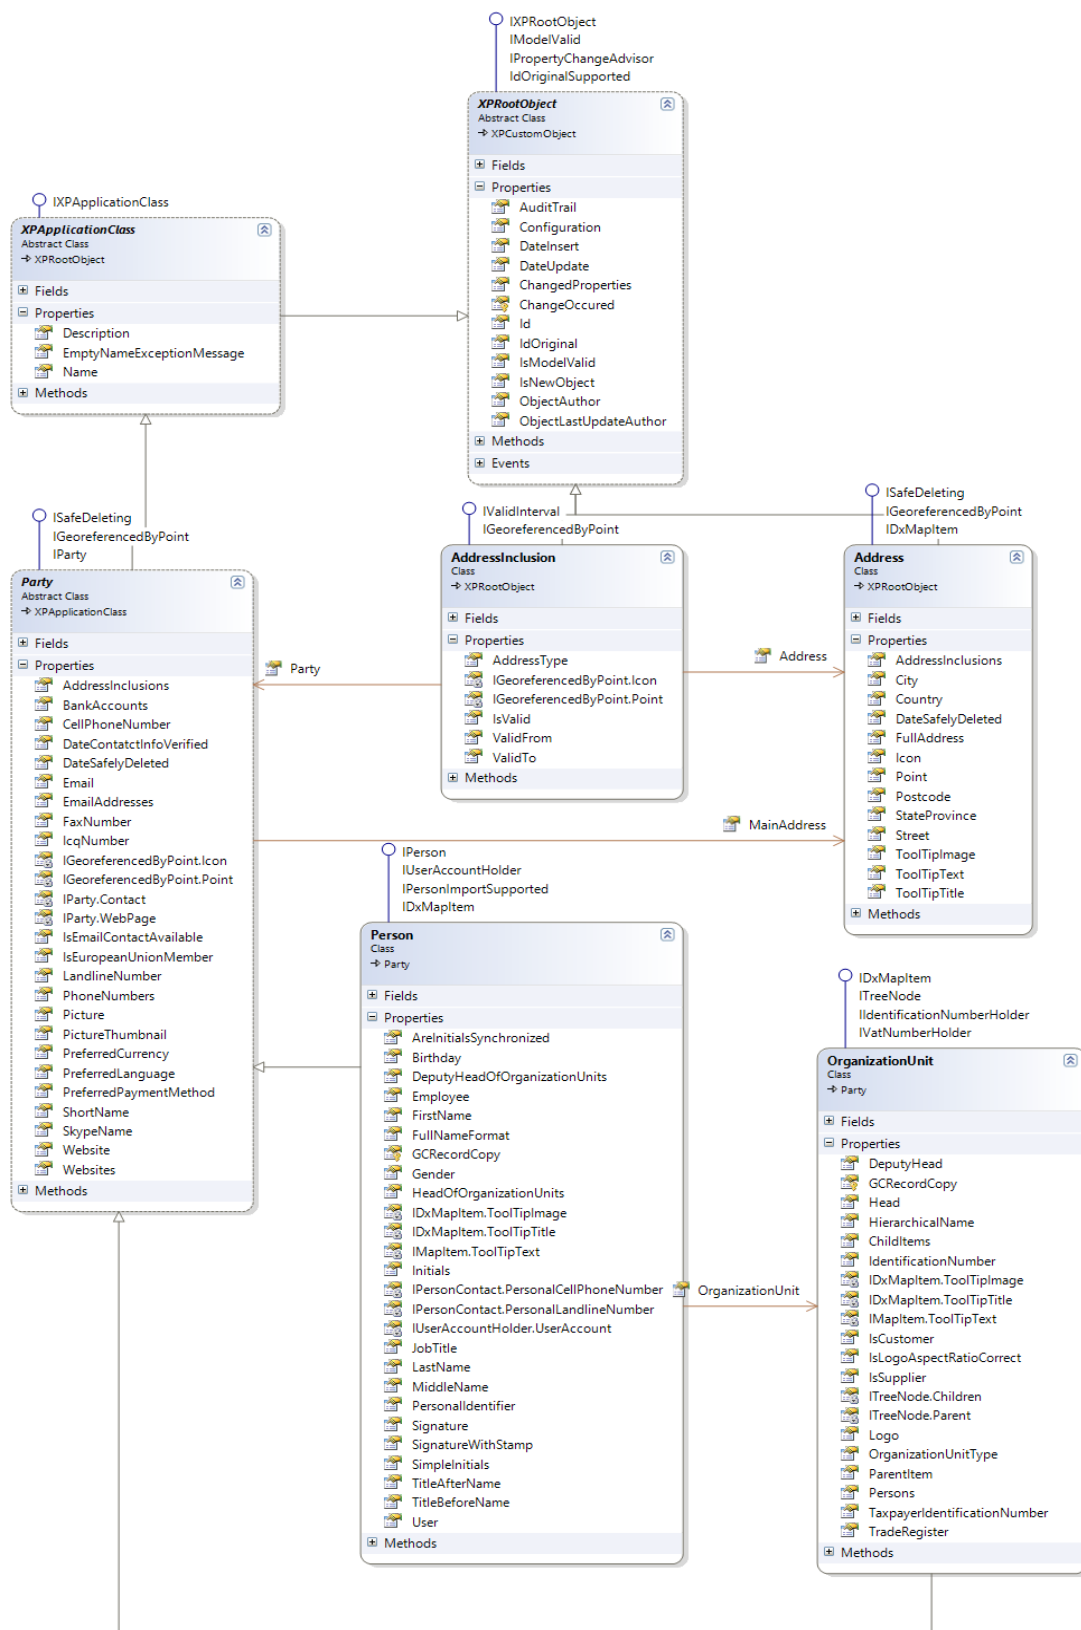 IXPRootObject
IModelValid
IPropertyChangeAdvisor
IdOriginalSupported
XPRootObject
Abstract Class
XPCustomObject
Fields
Properties
AuditTrail
Configuration
DateInsert
DateUpdate
ChangedProperties
ChangeOccured
Id
IdOriginal
IsModelValid
IsNewObject
ObjectAuthor
ObjectLastUpdateAuthor
Methods
Events
IXPApplicationClass
XPApplicationClass
Abstract Class
XPRootObject
Fields
Properties
Description
EmptyNameExceptionMessage
Name
Methods
ISafeDeleting
IGeoreferencedByPoint
IParty
Party
Abstract Class
XPApplicationClass
Fields
Properties
AddressInclusions
BankAccounts
CellPhoneNumber
DateContatctInfoVerified
DateSafelyDeleted
Email
EmailAddresses
FaxNumber
IcqNumber
IGeoreferencedByPoint.Icon
IGeoreferencedByPoint.Point
IParty.Contact
IParty.WebPage
IsEmailContactAvailable
IsEuropeanUnionMember
LandlineNumber
PhoneNumbers
Picture
PictureThumbnail
PreferredCurrency
PreferredLanguage
PreferredPaymentMethod
ShortName
SkypeName
Website
Websites
Methods
IValidInterval
IGeoreferencedByPoint
AddressInclusion
Class
XPRootObject
Fields
Properties
AddressType
IGeoreferencedByPoint.Icon
IGeoreferencedByPoint.Point
IsValid
ValidFrom
ValidTo
Methods
Party
Address
MainAddress
ISafeDeleting
IGeoreferencedByPoint
IDxMapItem
Address
Class
XPRootObject
Fields
Properties
AddressInclusions
City
Country
DateSafelyDeleted
FullAddress
Icon
Point
Postcode
StateProvince
Street
ToolTipImage
ToolTipText
ToolTipTitle
Methods
IPerson
IUserAccountHolder
IPersonImportSupported
IDxMapItem
Person
Class
Party
Fields
Properties
AreInitialsSynchronized
Birthday
DeputyHeadOfOrganizationUnits
Employee
FirstName
FullNameFormat
GCRecordCopy
Gender
HeadOfOrganizationUnits
IDxMapItem.ToolTipImage
IDxMapItem.ToolTipTitle
IMapItem.ToolTipText
Initials
IPersonContact.PersonalCellPhoneNumber
IPersonContact.PersonalLandlineNumber
IUserAccountHolder.UserAccount
JobTitle
LastName
MiddleName
PersonalIdentifier
Signature
SignatureWithStamp
SimpleInitials
TitleAfterName
TitleBeforeName
User
Methods
OrganizationUnit
IDxMapItem
ITreeNode
IIdentificationNumberHolder
IVatNumberHolder
OrganizationUnit
Class
Party
Fields
Properties
DeputyHead
GCRecordCopy
Head
HierarchicalName
ChildItems
IdentificationNumber
IDxMapItem.ToolTipImage
IDxMapItem.ToolTipTitle
IMapItem.ToolTipText
IsCustomer
IsLogoAspectRatioCorrect
IsSupplier
ITreeNode.Children
ITreeNode.Parent
Logo
OrganizationUnitType
ParentItem
Persons
TaxpayerIdentificationNumber
TradeRegister
Methods